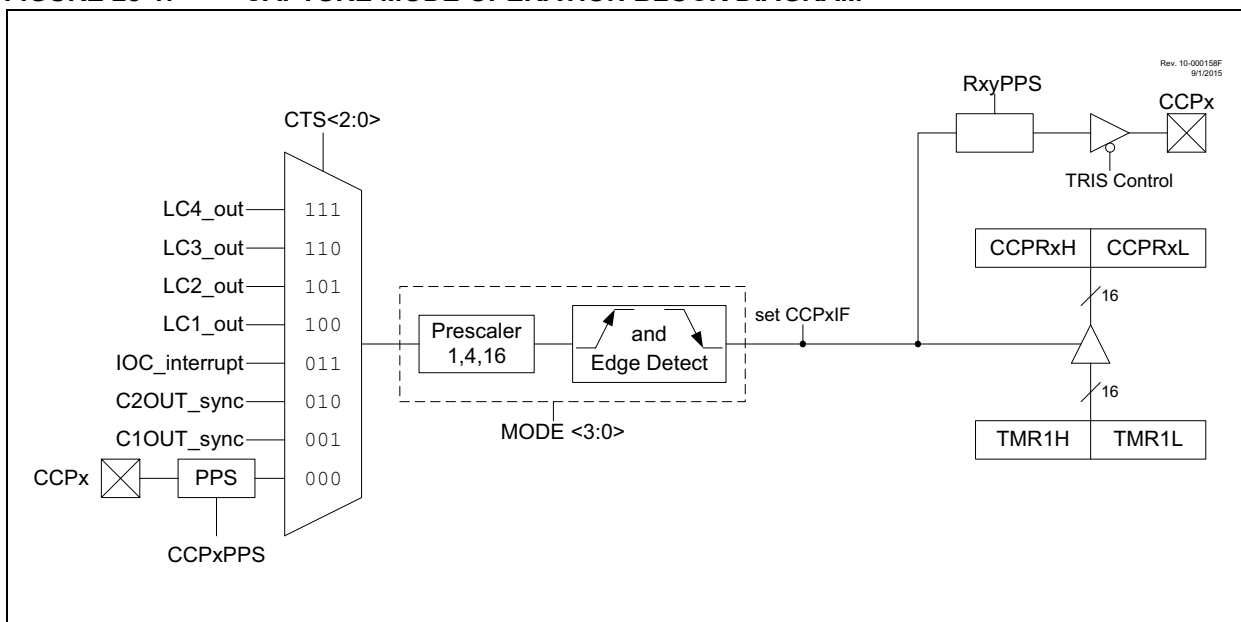 Rev. 10-000158F
9/1/2015
RxyPPS
CCPx
CTS<2:0>
TRIS Control
LC4_out 111
LC3_out 110
CCPRxH CCPRxL
LC2_out 101
16
LC1_out 100
set CCPxIF
Prescaler
1,4,16
and
Edge Detect
IOC_interrupt 011
16
C2OUT_sync 010
MODE <3:0>
C1OUT_sync 001
TMR1H TMR1L
CCPx PPS 000
CCPxPPS